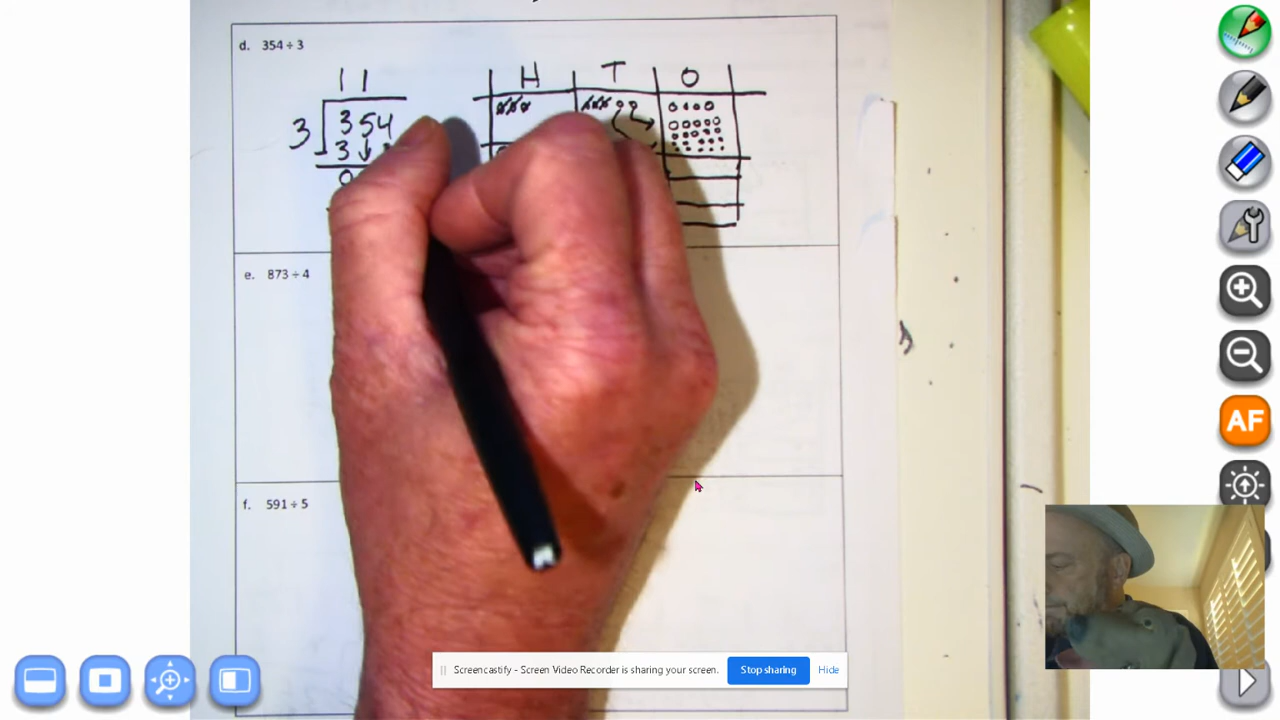 d. 354 ÷ 3
1 1
H T O
3 354
3
0
e. 873 ÷ 4
f. 591 ÷ 5
AF
Screencastify - Screen Video Recorder is sharing your screen. Stop sharing Hide